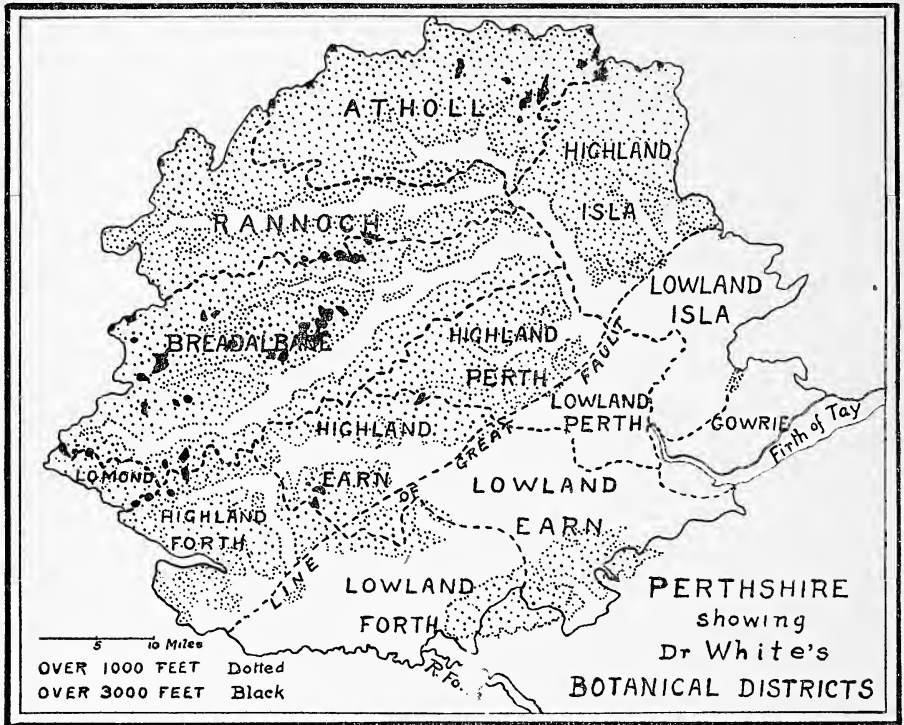 ATHOLL
HIGHLAND
ISLA
RANNOCH
LOWLAND
ISLA
BREADALBANE
HIGHLAND
PERTH
LINE OF GREAT FAULT
LOWLAND
PERTH
GOWRIE
Firth of Tay
HIGHLAND
EARN
LOMOND
LOWLAND
EARN
HIGHLAND
FORTH
LOWLAND
FORTH
R. Fo.
5 10 Miles
OVER 1000 FEET Dotted
OVER 3000 FEET Black
PERTHSHIRE
showing
Dr White's
BOTANICAL DISTRICTS